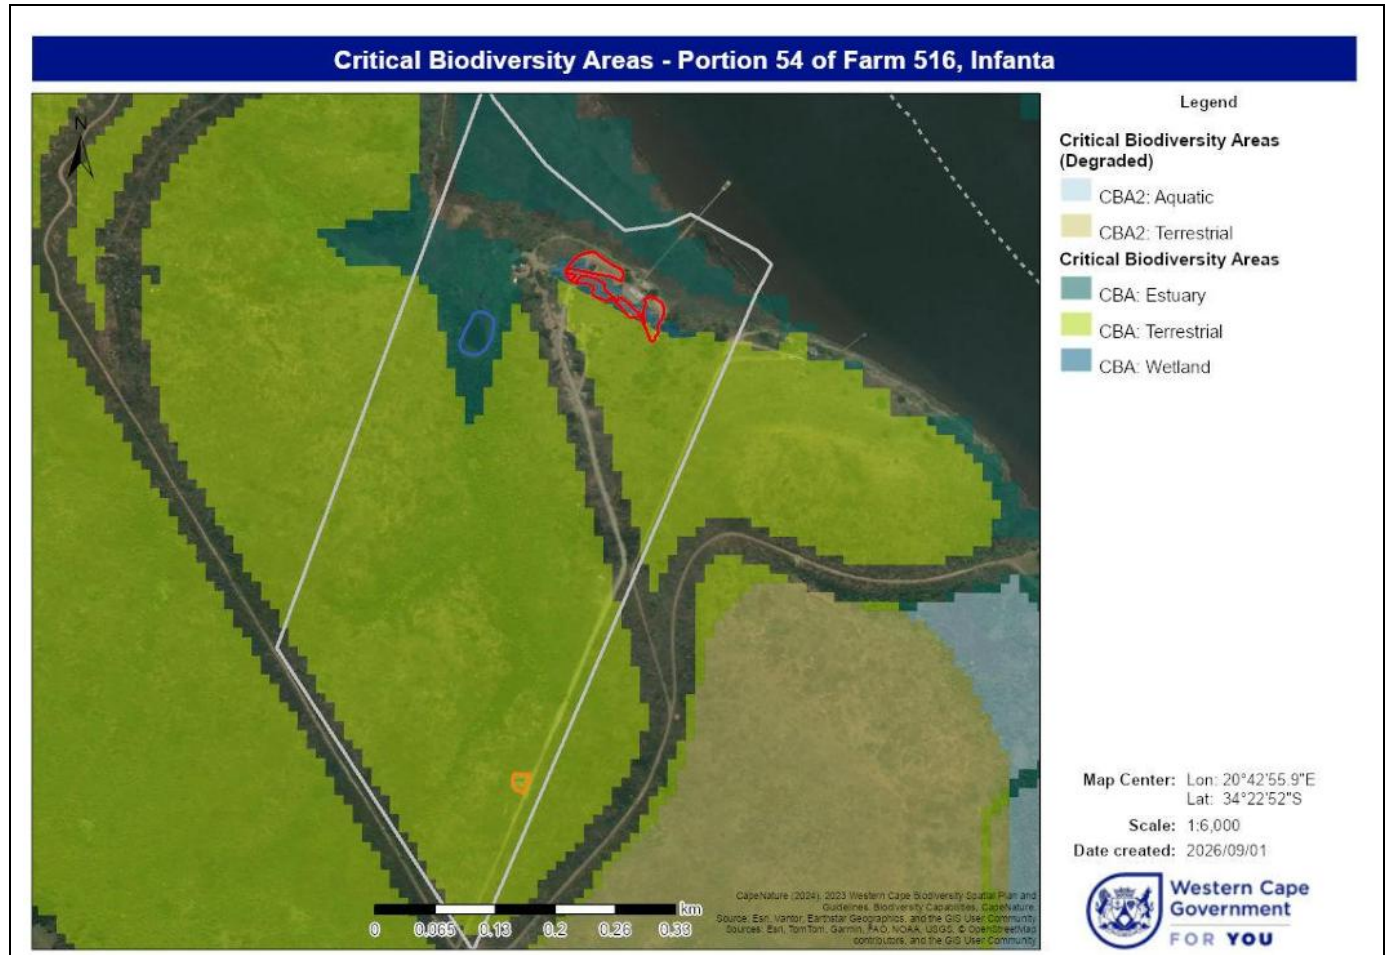 Critical Biodiversity Areas - Portion 54 of Farm 516, Infanta
N
Legend
Critical Biodiversity Areas
(Degraded)
CBA2: Aquatic
CBA2: Terrestrial
Critical Biodiversity Areas
CBA: Estuary
CBA: Terrestrial
CBA: Wetland
Map Center: Lon: 20°42'55.9"E
Lat: 34°22'52"S
Scale: 1:6,000
Date created: 2026/09/01
km
0 0,065 0,13 0,2 0,26 0,33
CapeNature (2024). 2023 Western Cape Biodiversity Spatial Plan and
Guidelines. Biodiversity Capabilities, CapeNature.
Source: Esri, Vantor, Earthstar Geographics, and the GIS User Community
Sources: Esri, TomTom, Garmin, FAO, NOAA, USGS, © OpenStreetMap
contributors, and the GIS User Community
Western Cape
Government
FOR YOU